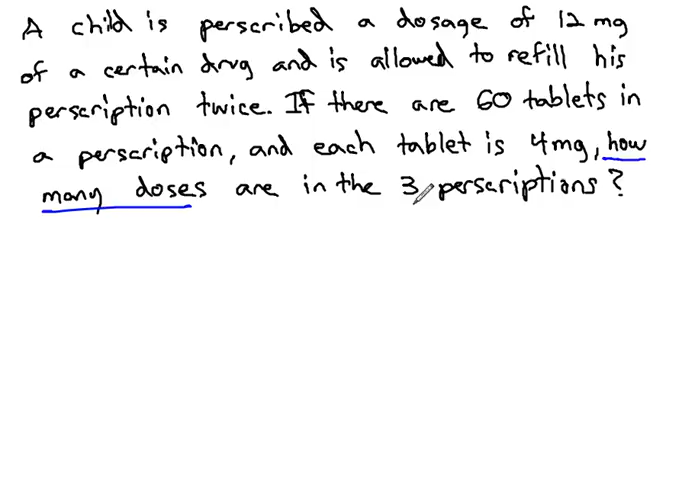 A child is perscribed a dosage of 12 mg
of a certain drug and is allowed to refill his
perscription twice. If there are 60 tablets in
a perscription, and each tablet is 4mg, how
many doses are in the 3 perscriptions?